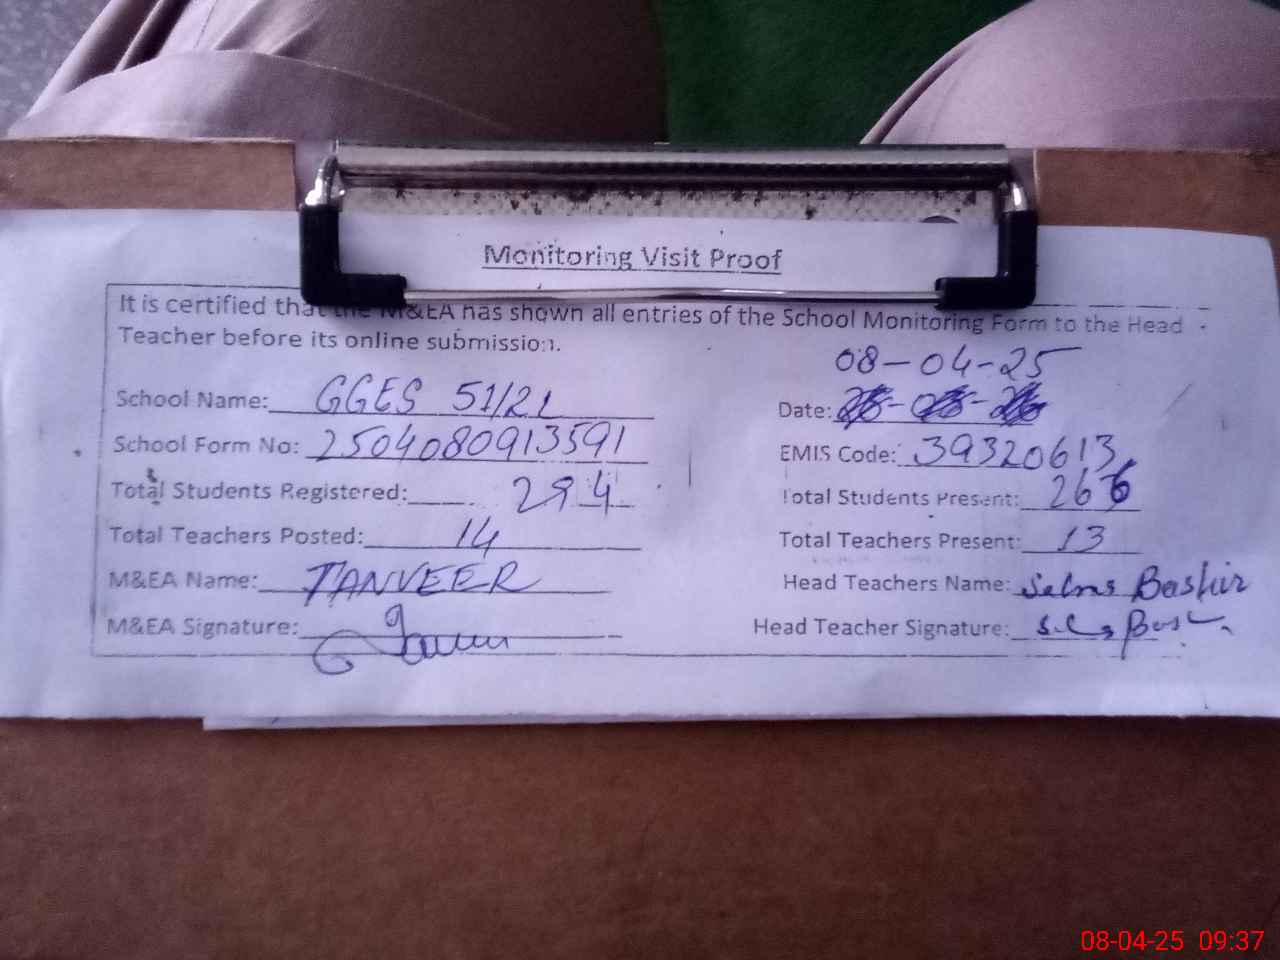 Monitoring Visit Proof
It is certified that the M&EA has shown all entries of the School Monitoring Form to the Head
Teacher before its online submission.
08-04-25
School Name: GGES 51/2L
Date:
School Form No: 2504080913591
EMIS Code: 39320613
Total Students Registered: 294
Total Students Present: 266
Total Teachers Posted: 14
Total Teachers Present: 13
M&EA Name: TANVEER
Head Teachers Name: Selma Bashir
M&EA Signature:
Head Teacher Signature:
08-04-25 09:37